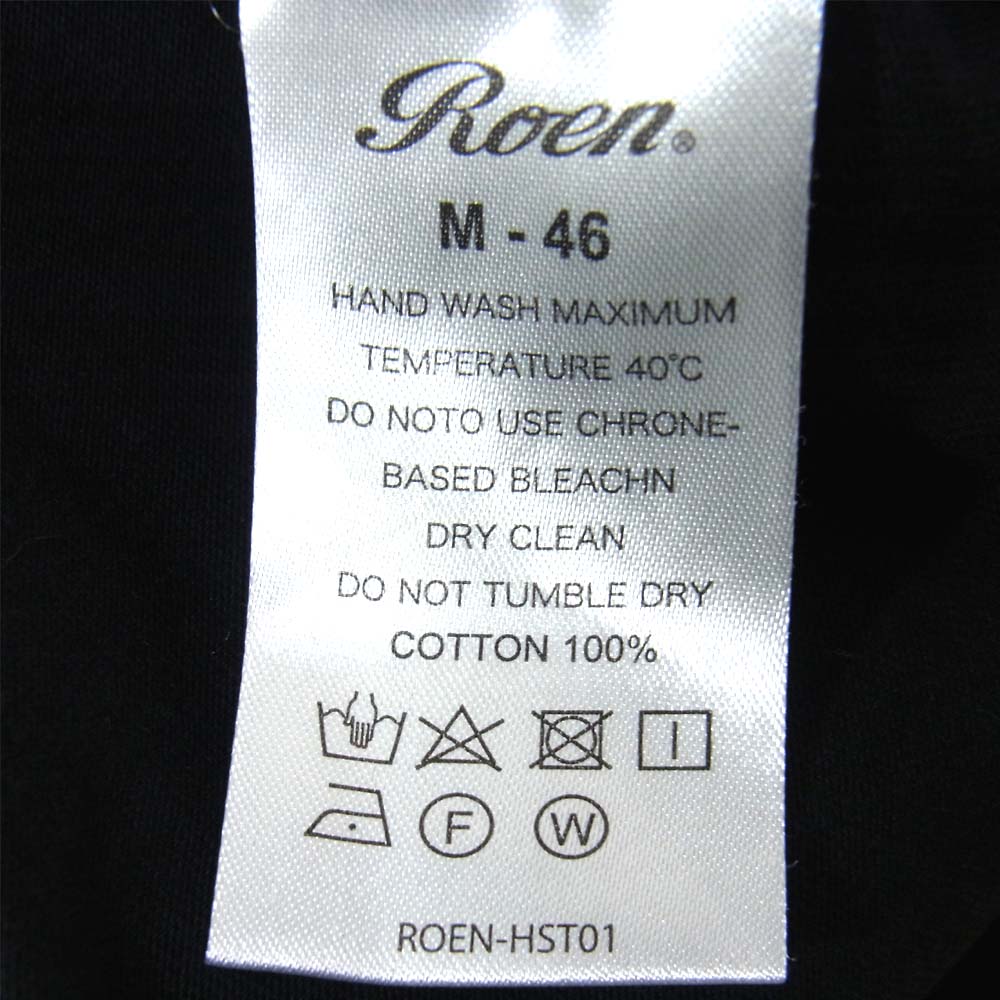 Roen®
M - 46
HAND WASH MAXIMUM
TEMPERATURE 40°C
DO NOTO USE CHRONE-
BASED BLEACHN
DRY CLEAN
DO NOT TUMBLE DRY
COTTON 100%
F W
ROEN-HST01